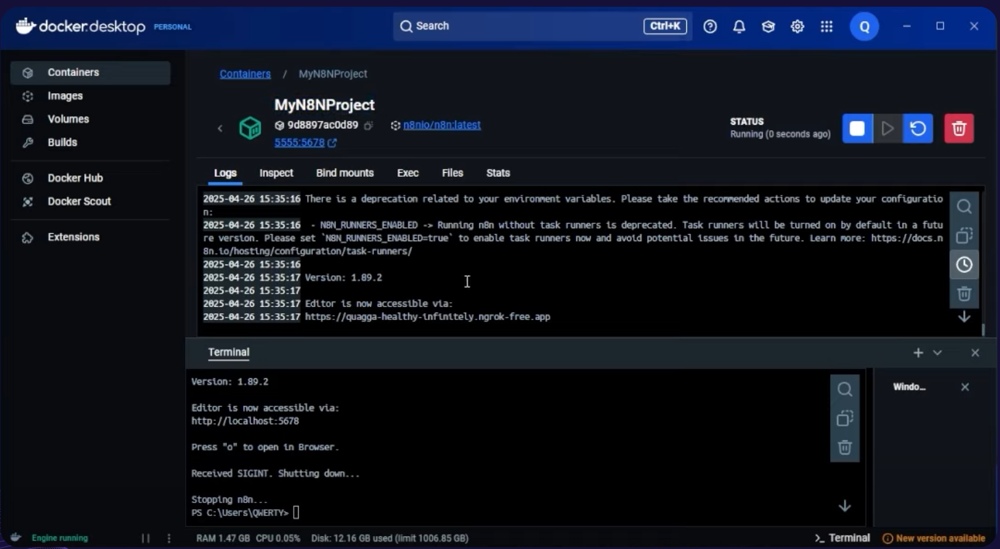 docker.desktop PERSONAL
Search
Ctrl+K
Q
Containers
Images
Volumes
Builds
Docker Hub
Docker Scout
Extensions
Containers / MyN8NProject
MyN8NProject
9d8897ac0d89 n8nio/n8n:latest
5555:5678
STATUS
Running (0 seconds ago)
Logs Inspect Bind mounts Exec Files Stats
2025-04-26 15:35:16 There is a deprecation related to your environment variables. Please take the recommended actions to update your configuratio
n:
2025-04-26 15:35:16 - N8N_RUNNERS_ENABLED -> Running n8n without task runners is deprecated. Task runners will be turned on by default in a futu
re version. Please set `N8N_RUNNERS_ENABLED=true` to enable task runners now and avoid potential issues in the future. Learn more: https://docs.n
8n.io/hosting/configuration/task-runners/
2025-04-26 15:35:16
2025-04-26 15:35:17 Version: 1.89.2
2025-04-26 15:35:17
2025-04-26 15:35:17 Editor is now accessible via:
2025-04-26 15:35:17 https://quagga-healthy-infinitely.ngrok-free.app
Terminal
Version: 1.89.2
Editor is now accessible via:
http://localhost:5678
Press "o" to open in Browser.
Received SIGINT. Shutting down...
Stopping n8n...
PS C:\Users\QWERTY>
Windo...
Engine running
RAM 1.47 GB CPU 0.05% Disk: 12.16 GB used (limit 1006.85 GB)
>_ Terminal
New version available